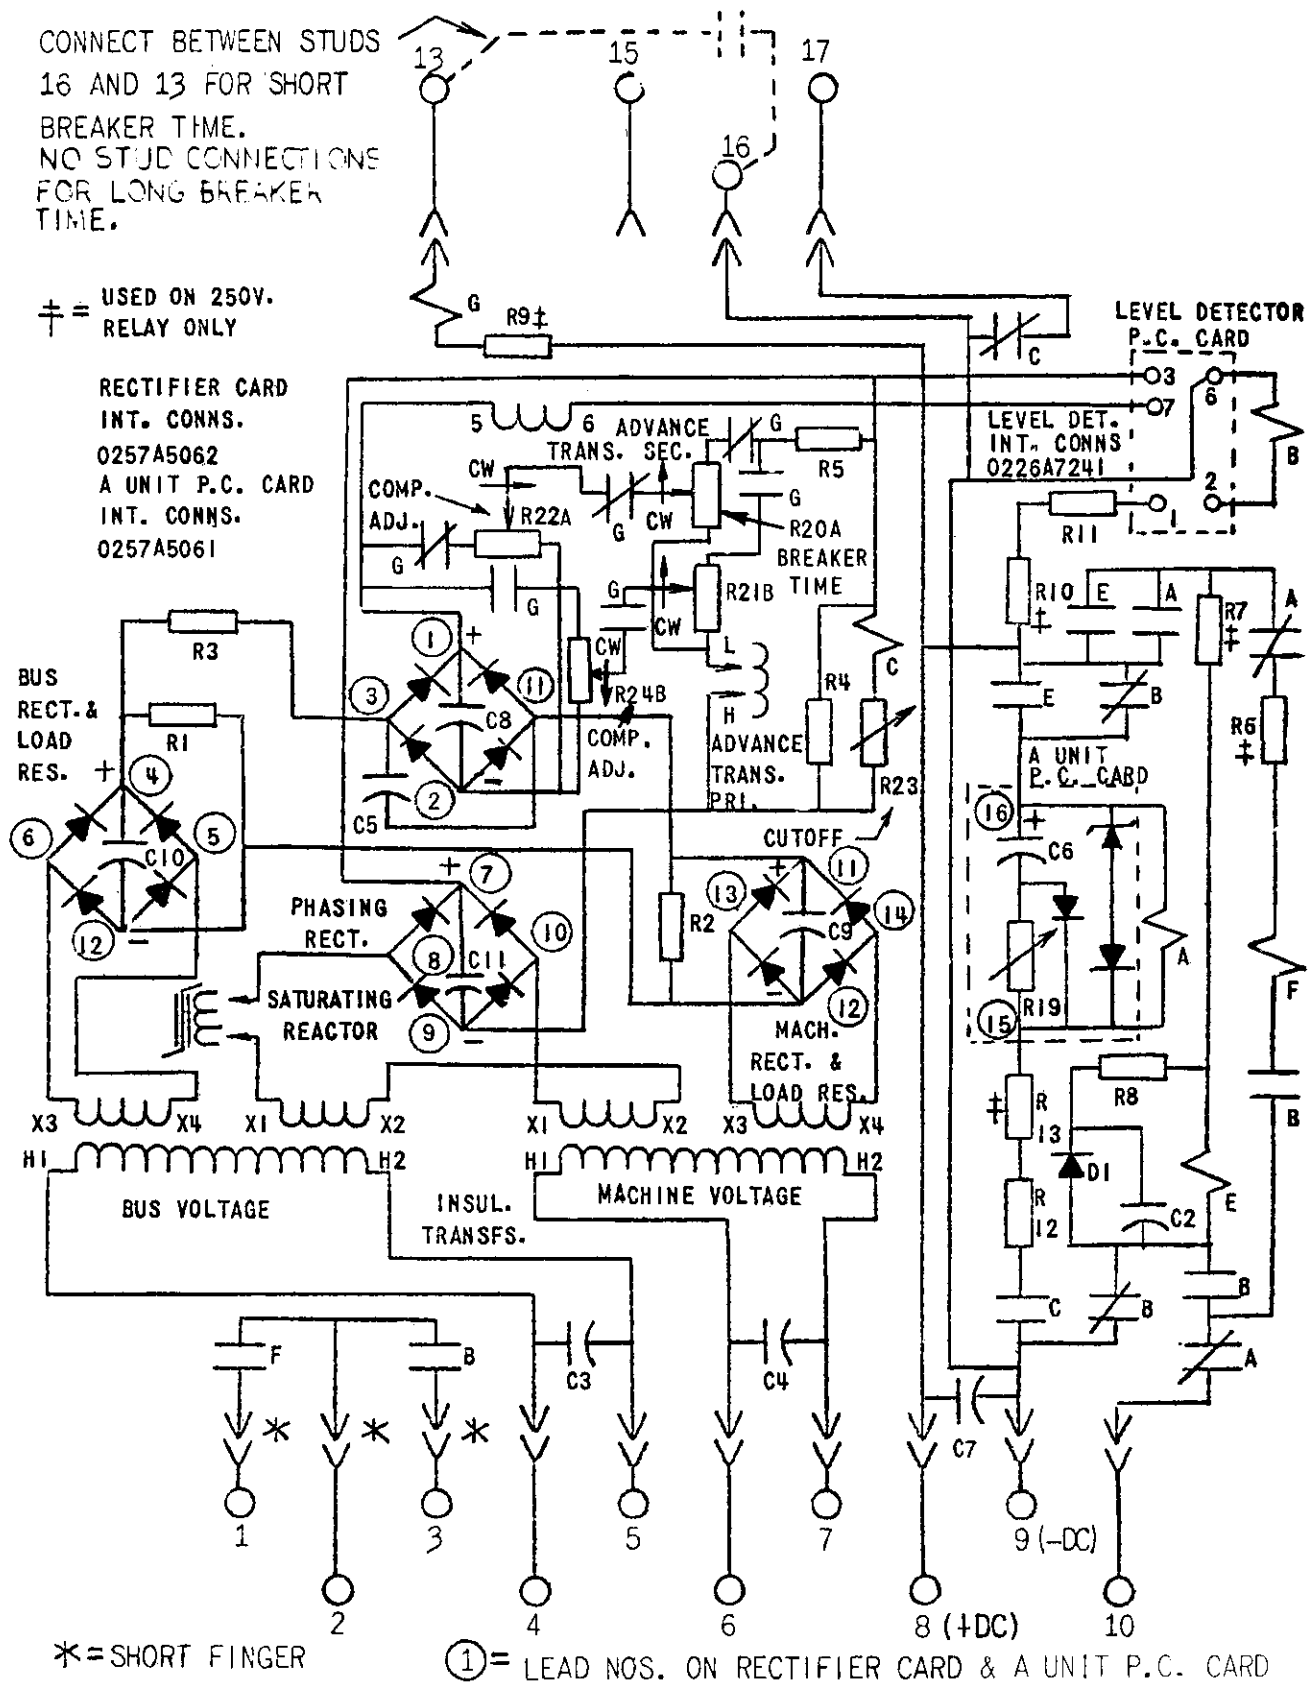 CONNECT BETWEEN STUDS
16 AND 13 FOR SHORT
BREAKER TIME.
NO STUD CONNECTIONS
FOR LONG BREAKER
TIME.
13
15
17
16
‡ = USED ON 250V.
RELAY ONLY
G
R9‡
C
LEVEL DETECTOR
P.C. CARD
3
6
7
2
1
B
RECTIFIER CARD
INT. CONNS.
0257A5062
A UNIT P.C. CARD
INT. CONNS.
0257A5061
5
6
ADVANCE
TRANS. SEC.
G
R5
LEVEL DET.
INT. CONNS
0226A7241
CW
COMP.
ADJ.
R22A
G
CW
G
R20A
BREAKER
TIME
R11
G
G
G
R21B
R10
‡
E
A
R7
‡
A
R3
1
+
CW
CW
L
C
BUS
RECT. &
LOAD
RES.
3
11
R24B
R4
H
E
B
R6
‡
R1
C8
COMP.
ADJ.
ADVANCE
TRANS.
PRI.
R23
A UNIT
P.C. CARD
+
4
2
−
C5
CUTOFF
16
+
C6
6
5
C10
+
7
11
13
+
14
12
−
PHASING
RECT.
10
R2
C9
A
F
8
C11
SATURATING
REACTOR
9
−
−
12
R19
15
MACH.
RECT. &
LOAD RES.
R8
B
X3
X4
X1
X2
X1
X2
X3
X4
‡
R
13
H1
H2
H1
H2
D1
BUS VOLTAGE
INSUL.
TRANSFS.
MACHINE VOLTAGE
R
12
C2
E
C
B
B
F
B
C3
C4
A
*
*
*
C7
1
3
5
7
9 (−DC)
2
4
6
8 (+DC)
10
* = SHORT FINGER
1 = LEAD NOS. ON RECTIFIER CARD & A UNIT P.C. CARD